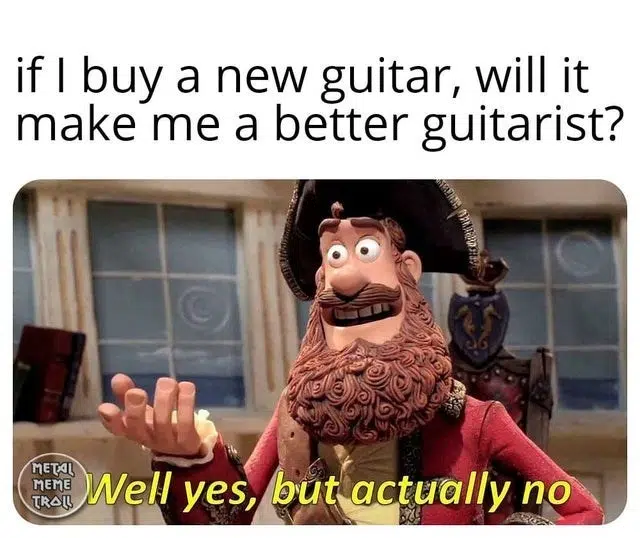 if I buy a new guitar, will it
make me a better guitarist?
METAL
MEME
TROLL
Well yes, but actually no